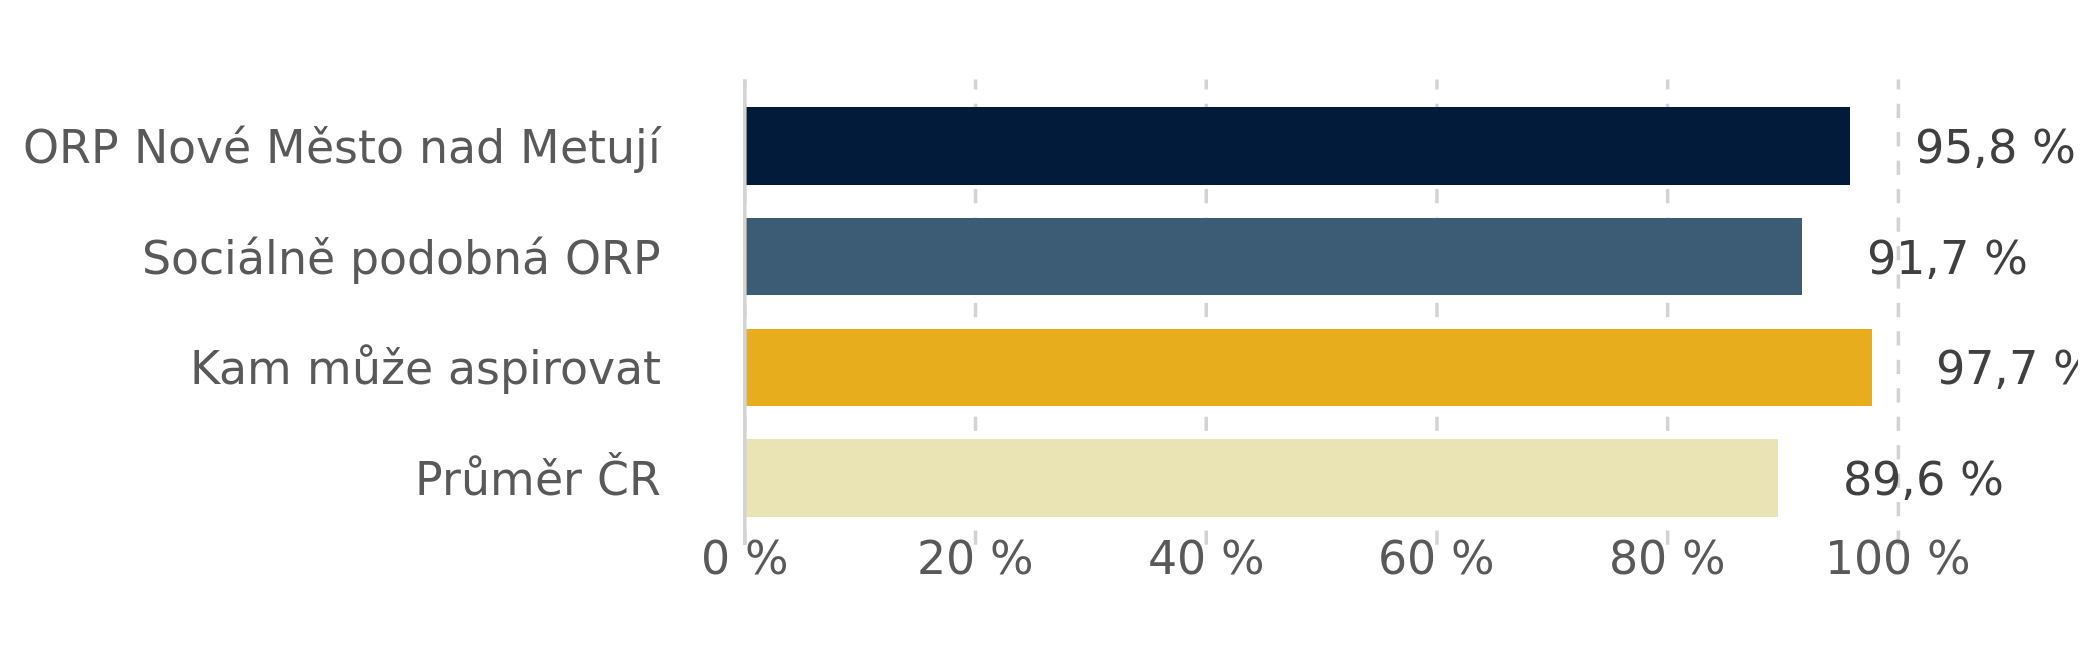 ORP Nové Město nad Metují 95,8 %
Sociálně podobná ORP 91,7 %
Kam může aspirovat 97,7 %
Průměr ČR 89,6 %
0 % 20 % 40 % 60 % 80 % 100 %